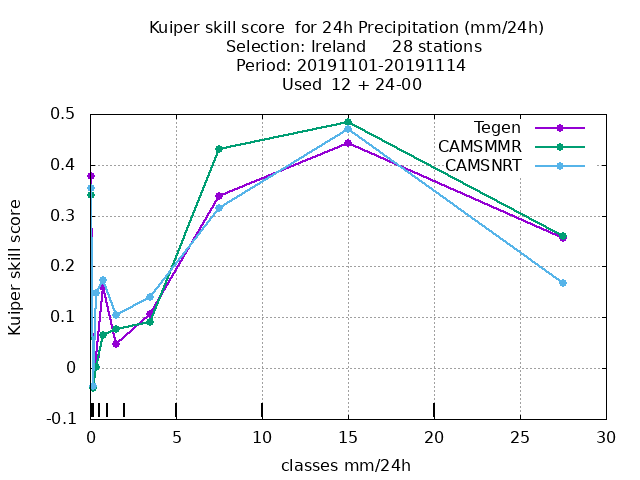 Kuiper skill score  for 24h Precipitation (mm/24h)
Selection: Ireland     28 stations
Period: 20191101-20191114
Used  12 + 24-00
Tegen
CAMSMMR
CAMSNRT
0.5
0.4
0.3
0.2
0.1
0
-0.1
Kuiper skill score
0 5 10 15 20 25 30
classes mm/24h